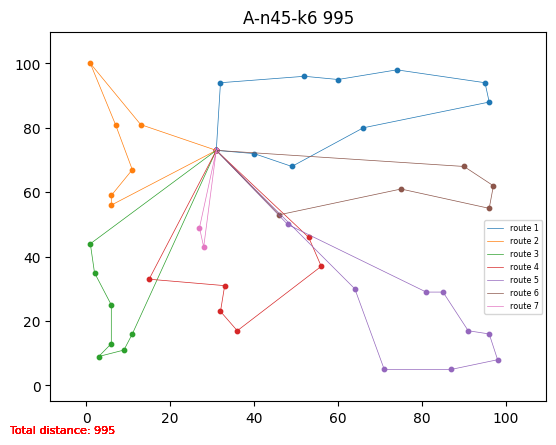 A-n45-k6 995
100
80
60
40
20
0
0
20
40
60
80
100
route 1
route 2
route 3
route 4
route 5
route 6
route 7
Total distance: 995